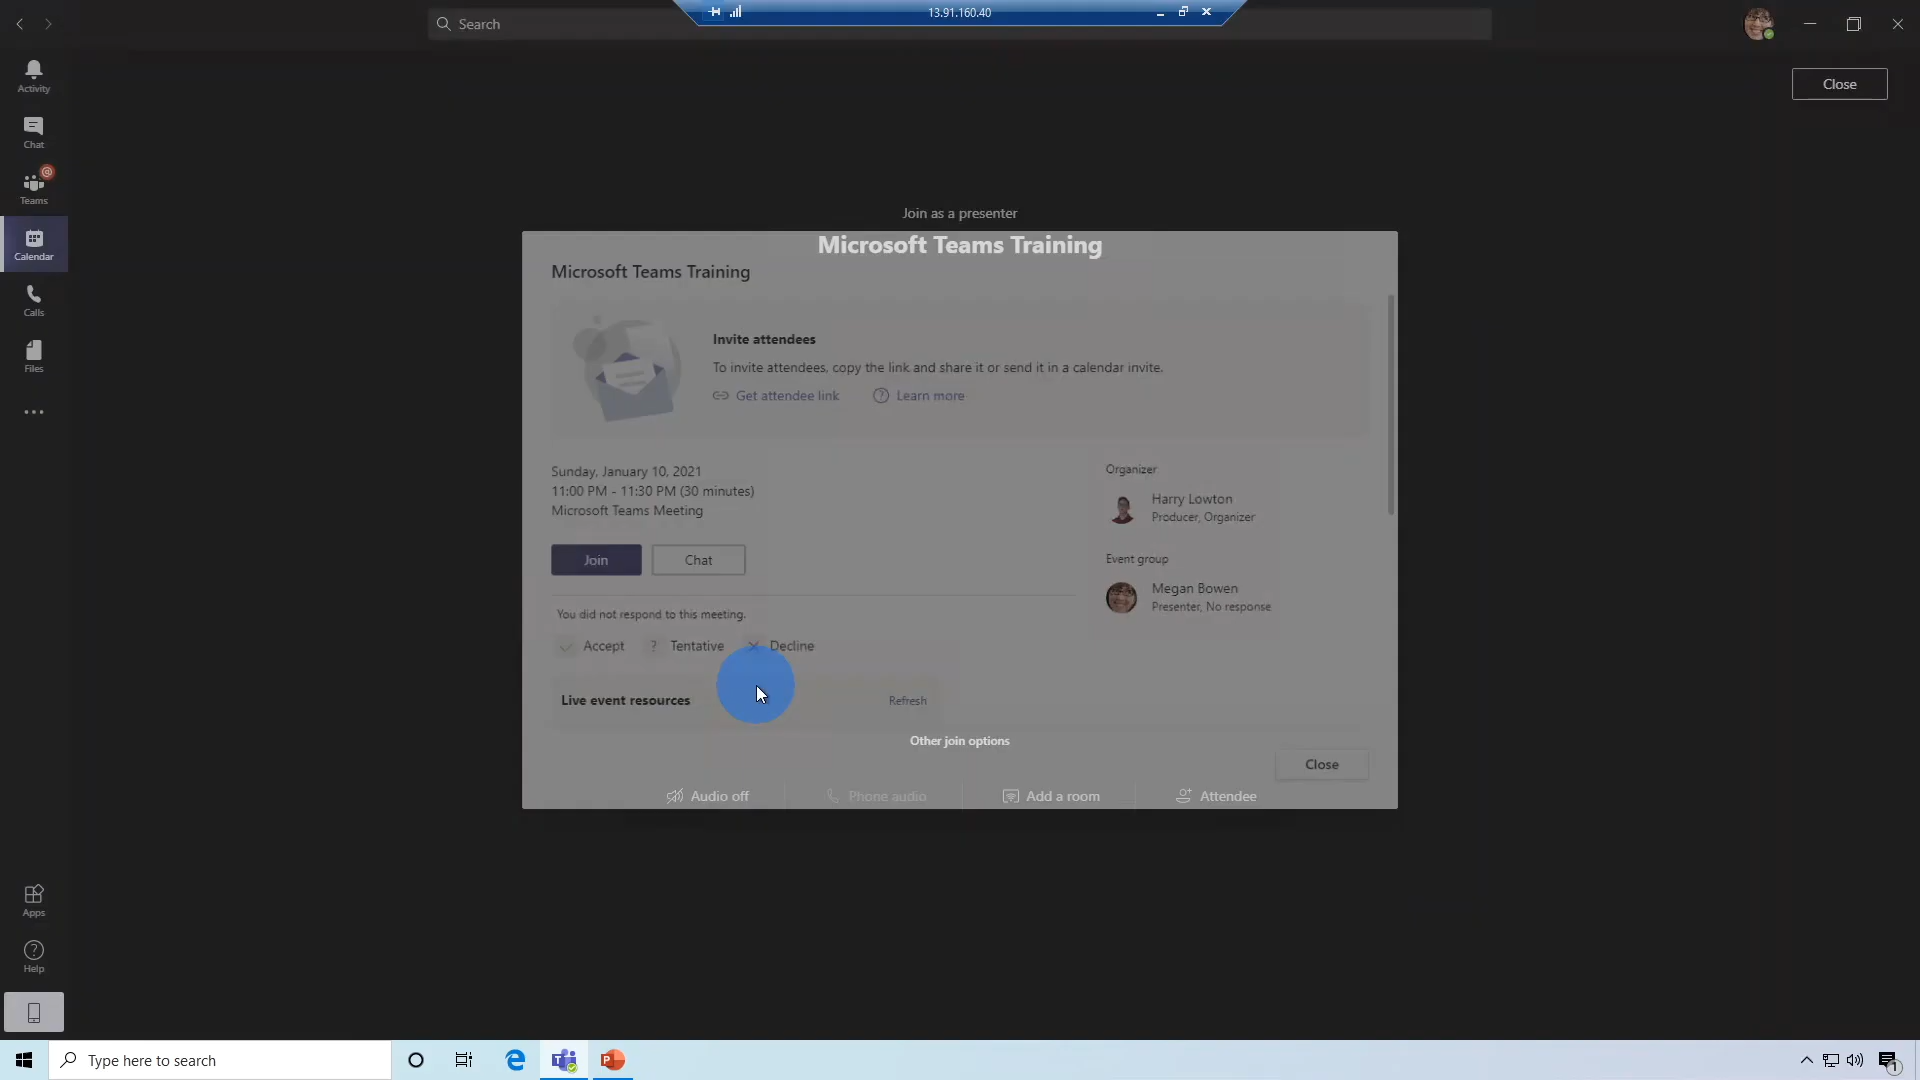 13.91.160.40
Search
Activity
Chat
Teams
Calendar
Calls
Files
Apps
Help
Close
Join as a presenter
Microsoft Teams Training
Microsoft Teams Training
Invite attendees
To invite attendees, copy the link and share it or send it in a calendar invite.
Get attendee link
Learn more
Sunday, January 10, 2021
11:00 PM - 11:30 PM (30 minutes)
Microsoft Teams Meeting
Join
Chat
You did not respond to this meeting.
Accept
Tentative
Decline
Organizer
Harry Lowton
Producer, Organizer
Event group
Megan Bowen
Presenter, No response
Live event resources
Refresh
Other join options
Close
Audio off
Phone audio
Add a room
Attendee
Type here to search
1